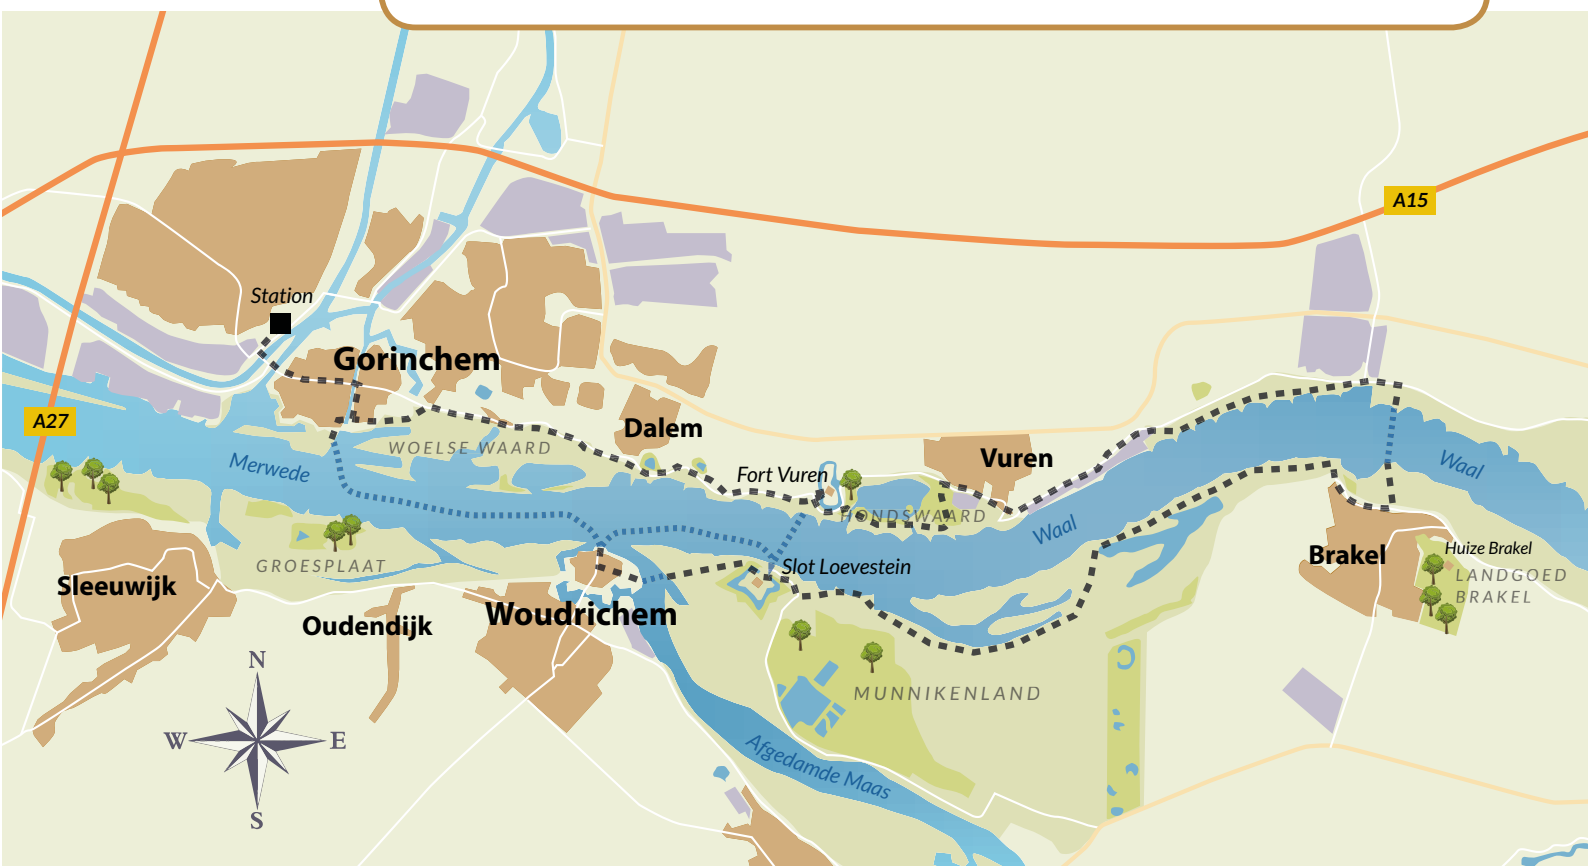 A15
Station
Gorinchem
A27
Dalem
WOELSE WAARD
Vuren
Merwede
Fort Vuren
Waal
HONDSWAARD
Waal
Huize Brakel
Brakel
GROESPLAAT
Slot Loevestein
LANDGOED
BRAKEL
Sleeuwijk
Woudrichem
Oudendijk
N
MUNNIKENLAND
W
E
Afgedamde Maas
S